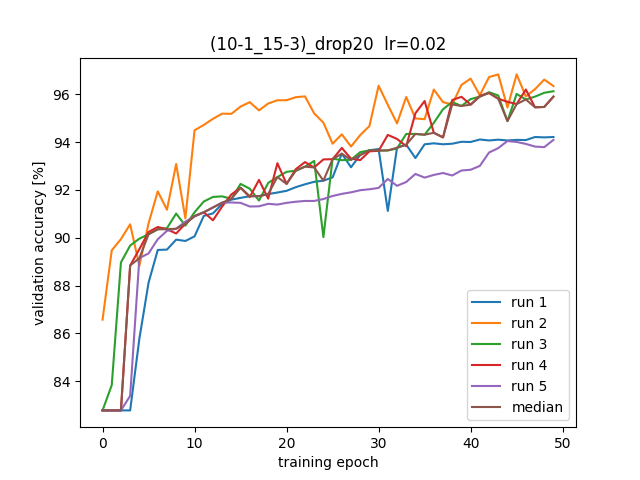 (10-1_15-3)_drop20  lr=0.02
validation accuracy [%]
96
94
92
90
88
86
84
0 10 20 30 40 50
training epoch
run 1
run 2
run 3
run 4
run 5
median